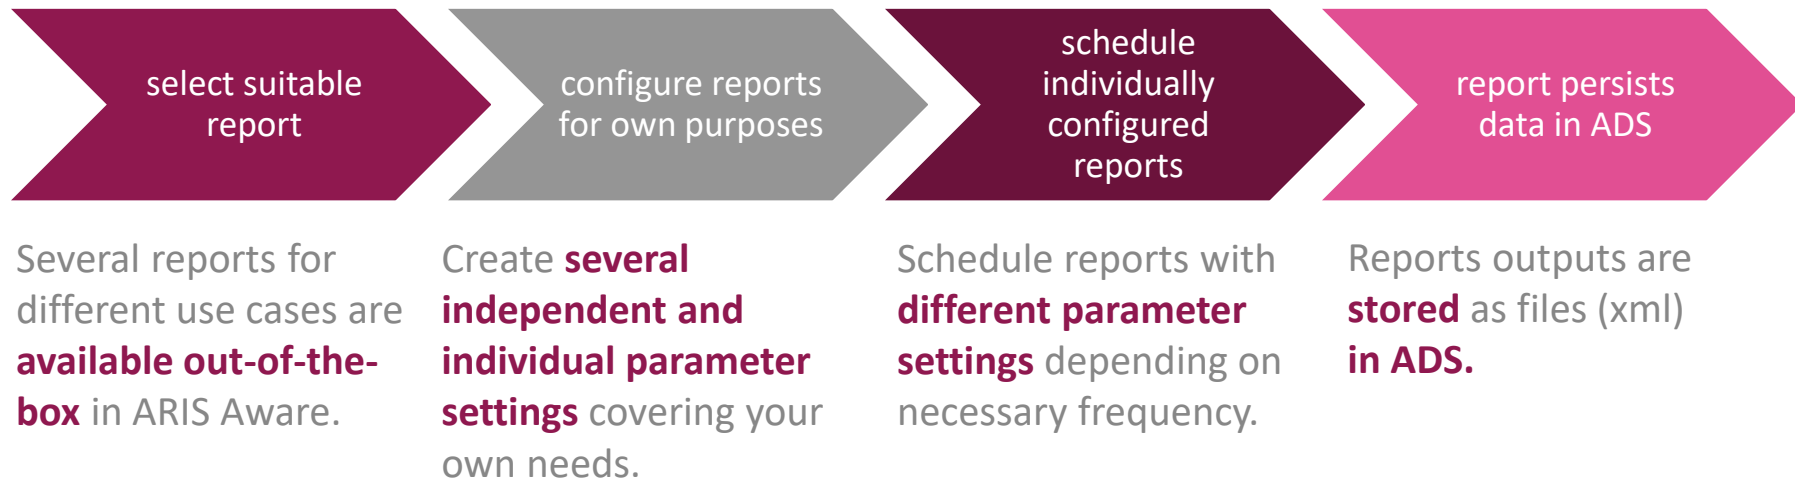 select suitable
report
configure reports
for own purposes
schedule
individually
configured
reports
report persists
data in ADS
Several reports for
different use cases are
available out-of-the-
box in ARIS Aware.
Create several
independent and
individual parameter
settings covering your
own needs.
Schedule reports with
different parameter
settings depending on
necessary frequency.
Reports outputs are
stored as files (xml)
in ADS.